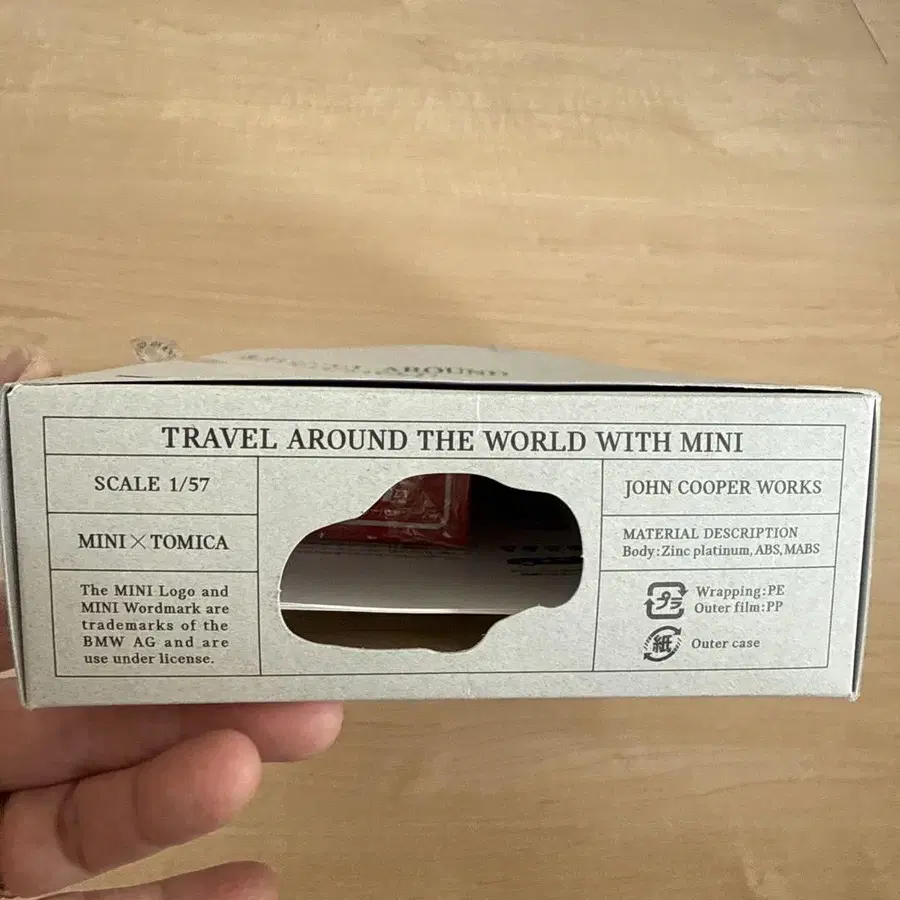 AROUND
TRAVEL AROUND THE WORLD WITH MINI
SCALE 1/57
MINI×TOMICA
The MINI Logo and
MINI Wordmark are
trademarks of the
BMW AG and are
use under license.
JOHN COOPER WORKS
MATERIAL DESCRIPTION
Body:Zinc platinum, ABS, MABS
プラ
Wrapping:PE
Outer film:PP
紙
Outer case